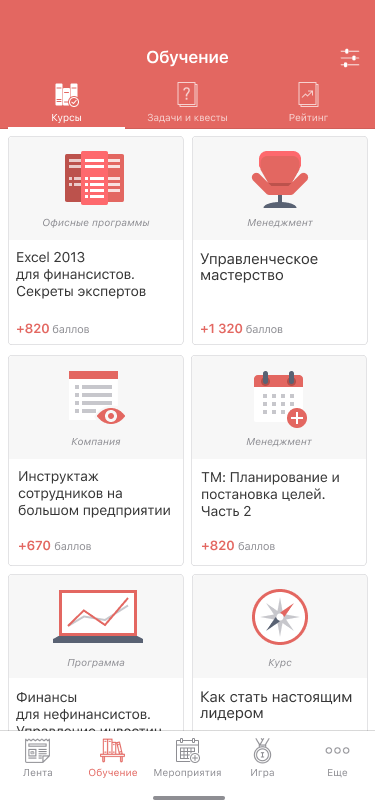 Обучение
Курсы
Задачи и квесты
Рейтинг
Офисные программы
Excel 2013
для финансистов.
Секреты экспертов
+820 баллов
Менеджмент
Управленческое
мастерство
+1 320 баллов
Компания
Инструктаж
сотрудников на
большом предприятии
+670 баллов
Менеджмент
ТМ: Планирование и
постановка целей.
Часть 2
+820 баллов
Программа
Финансы
для нефинансистов.
Управление инвестиц
Курс
Как стать настоящим
лидером
Лента
Обучение
Мероприятия
Игра
Еще